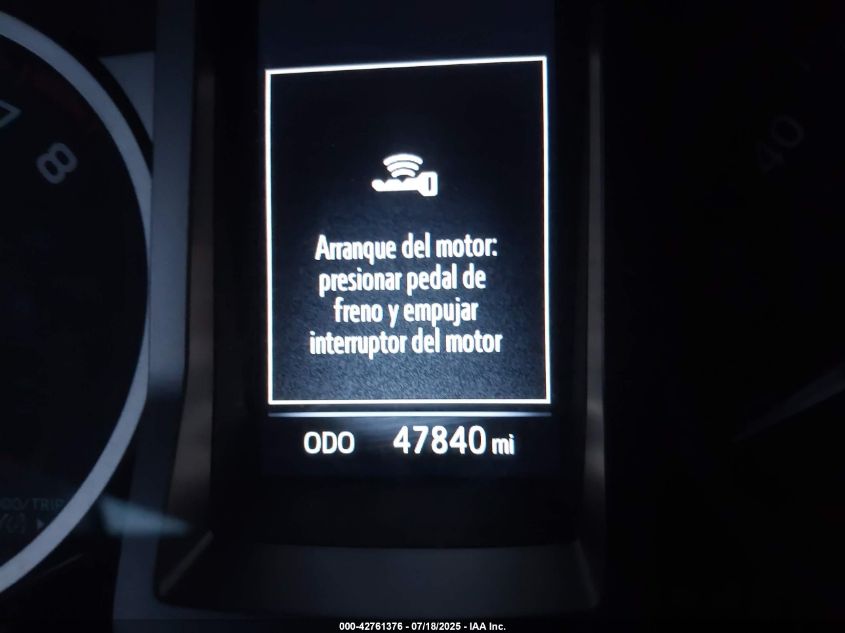 8
40
Arranque del motor:
presionar pedal de
freno y empujar
interruptor del motor
ODO 47840 mi
000-42761376 - 07/18/2025 - IAA Inc.